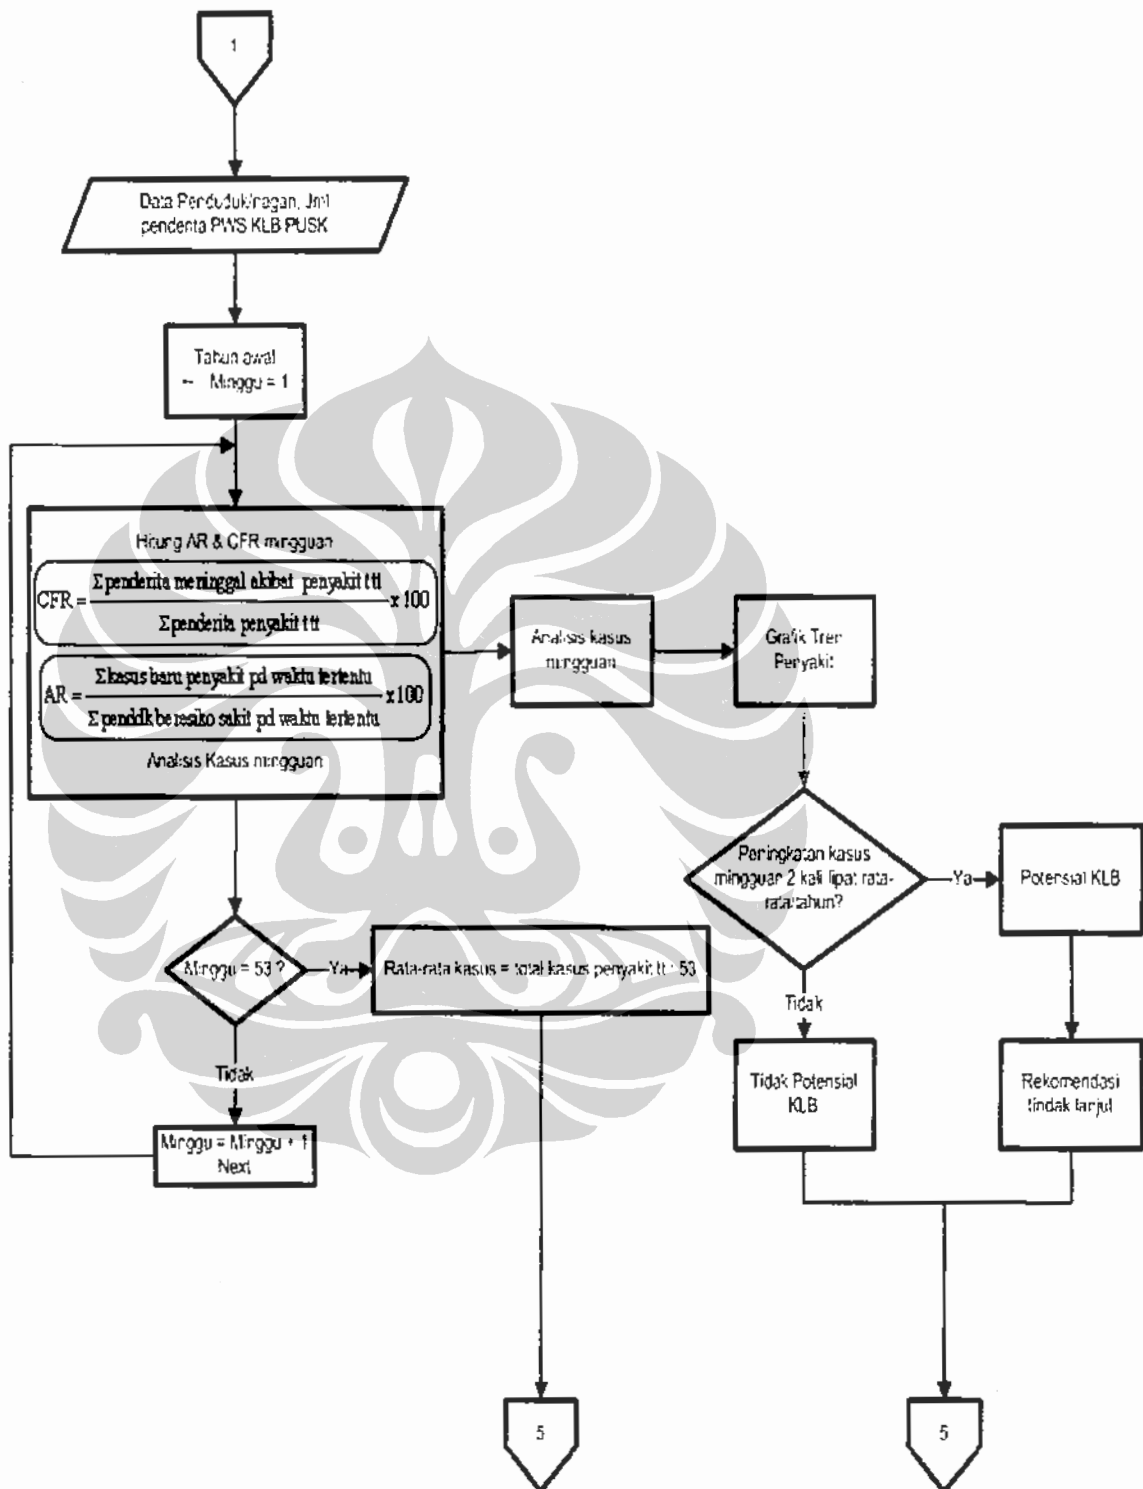 1
Data Penduduk/nagari, Jml
penderita PWS KLB PUSK
Tahun awal
Minggu = 1
Hitung AR & CFR mingguan
CFR = Σ penderita meninggal akibat penyakit ttt
Σ penderita penyakit ttt
x 100
AR = Σ kasus baru penyakit pd waktu tertentu
Σ penddk beresiko sakit pd waktu tertentu
x 100
Analisis Kasus mingguan
Analisis kasus
mingguan
Grafik Tren
Penyakit
Peningkatan kasus
mingguan 2 kali lipat rata-
rata/tahun?
Ya
Potensial KLB
Minggu = 53 ?
Ya
Rata-rata kasus = total kasus penyakit tt : 53
Tidak
Tidak
Minggu = Minggu + 1
Next
Tidak Potensial
KLB
Rekomendasi
tindak lanjut
5
5